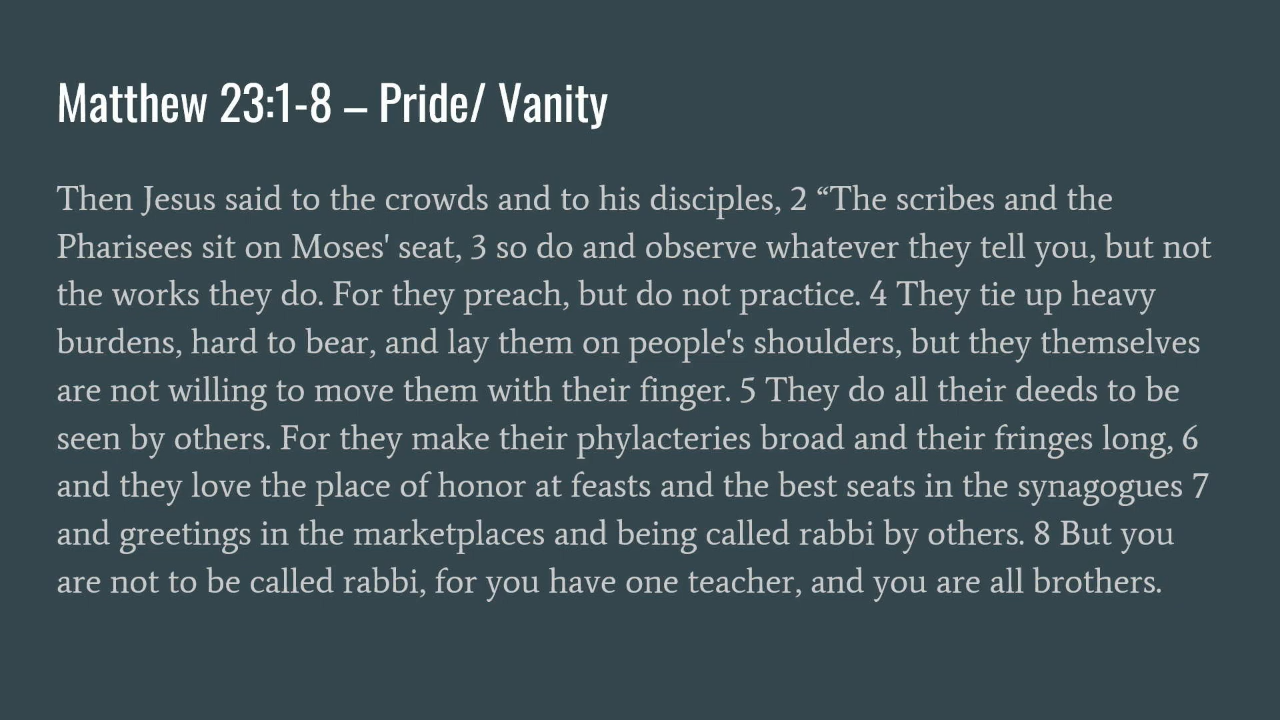 Matthew 23:1-8 – Pride/ Vanity
Then Jesus said to the crowds and to his disciples, 2 “The scribes and the
Pharisees sit on Moses' seat, 3 so do and observe whatever they tell you, but not
the works they do. For they preach, but do not practice. 4 They tie up heavy
burdens, hard to bear, and lay them on people's shoulders, but they themselves
are not willing to move them with their finger. 5 They do all their deeds to be
seen by others. For they make their phylacteries broad and their fringes long, 6
and they love the place of honor at feasts and the best seats in the synagogues 7
and greetings in the marketplaces and being called rabbi by others. 8 But you
are not to be called rabbi, for you have one teacher, and you are all brothers.